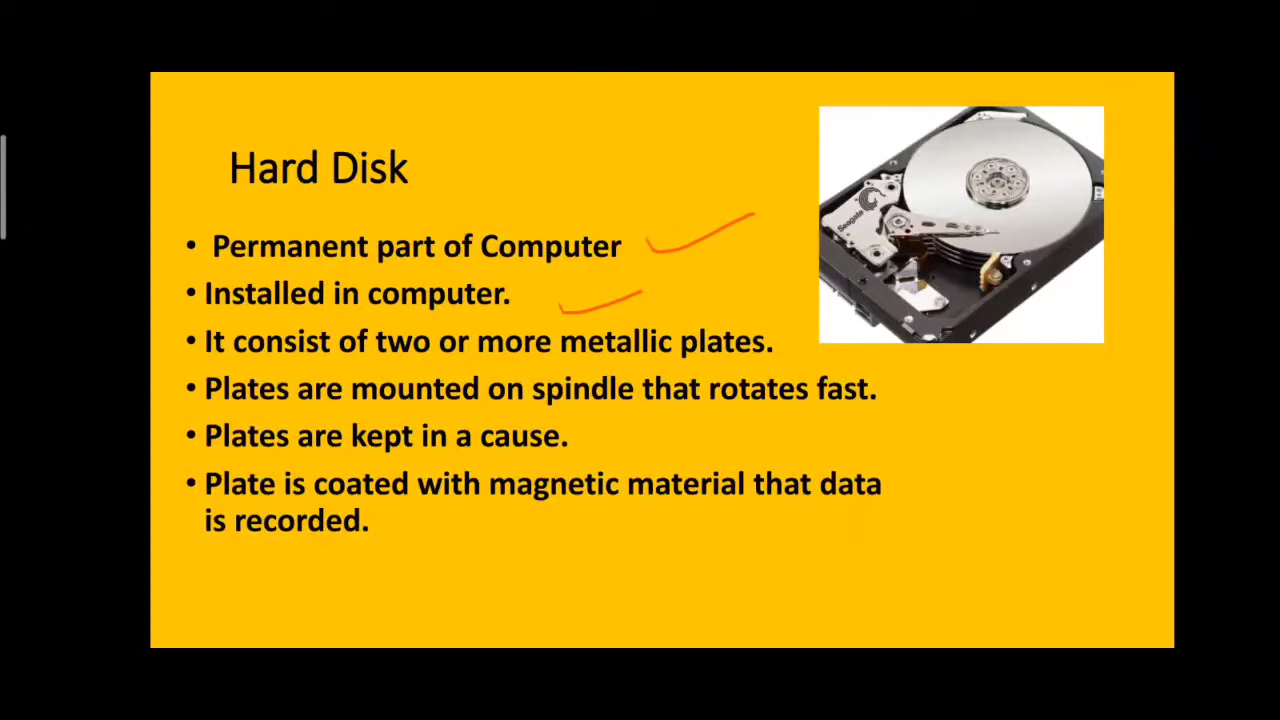 Hard Disk
• Permanent part of Computer
• Installed in computer.
• It consist of two or more metallic plates.
• Plates are mounted on spindle that rotates fast.
• Plates are kept in a cause.
• Plate is coated with magnetic material that data
is recorded.
Seagate